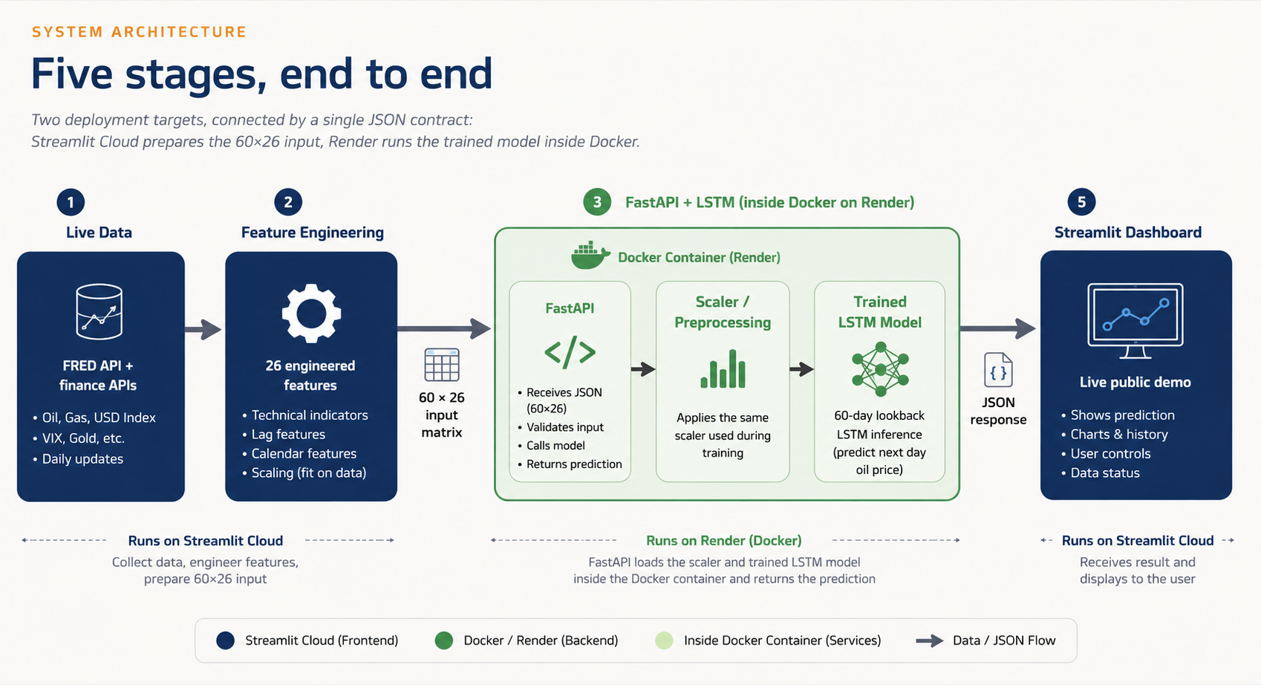 SYSTEM ARCHITECTURE
Five stages, end to end
Two deployment targets, connected by a single JSON contract:
Streamlit Cloud prepares the 60×26 input, Render runs the trained model inside Docker.
1
Live Data
FRED API +
finance APIs
• Oil, Gas, USD Index
• VIX, Gold, etc.
• Daily updates
2
Feature Engineering
26 engineered
features
• Technical indicators
• Lag features
• Calendar features
• Scaling (fit on data)
60 × 26
input
matrix
3
FastAPI + LSTM (inside Docker on Render)
Docker Container (Render)
FastAPI
</>
• Receives JSON
(60×26)
• Validates input
• Calls model
• Returns prediction
Scaler /
Preprocessing
Applies the same
scaler used during
training
Trained
LSTM Model
60-day lookback
LSTM inference
(predict next day
oil price)
{ }
JSON
response
5
Streamlit Dashboard
Live public demo
• Shows prediction
• Charts & history
• User controls
• Data status
Runs on Streamlit Cloud
Collect data, engineer features,
prepare 60×26 input
Runs on Render (Docker)
FastAPI loads the scaler and trained LSTM model
inside the Docker container and returns the prediction
Runs on Streamlit Cloud
Receives result and
displays to the user
Streamlit Cloud (Frontend)
Docker / Render (Backend)
Inside Docker Container (Services)
Data / JSON Flow